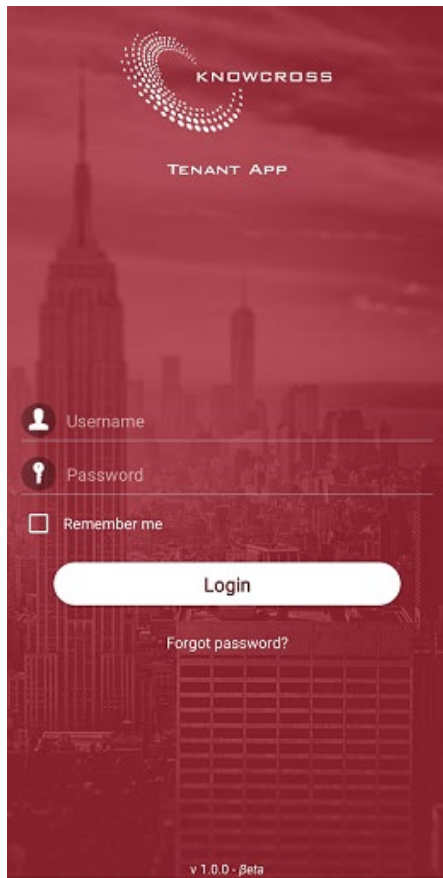 KNOWCROSS
TENANT APP
Username
Password
Remember me
Login
Forgot password?
v 1.0.0 - βeta